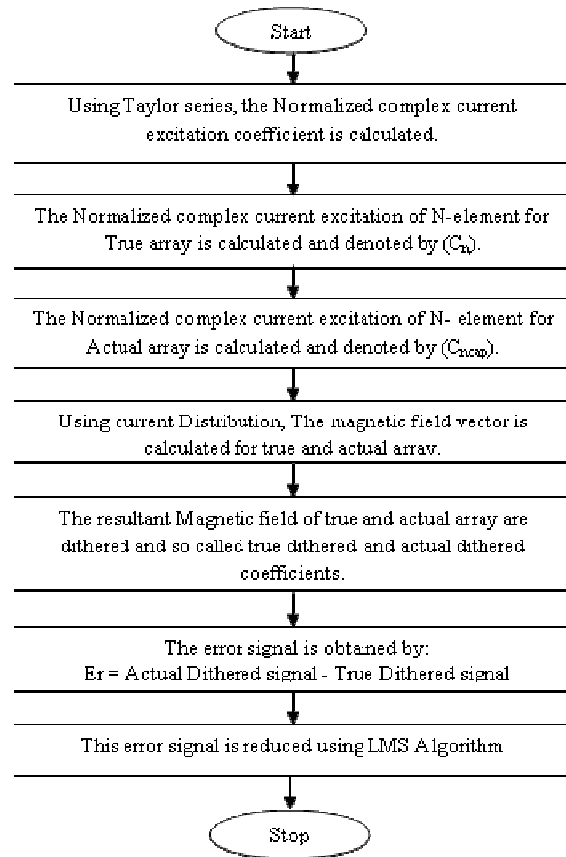 Start
Using Taylor series, the Normalized complex current
excitation coefficient is calculated.
The Normalized complex current excitation of N-element for
True array is calculated and denoted by (Cn).
The Normalized complex current excitation of N- element for
Actual array is calculated and denoted by (Cncap).
Using current Distribution, The magnetic field vector is
calculated for true and actual array.
The resultant Magnetic field of true and actual array are
dithered and so called true dithered and actual dithered
coefficients.
The error signal is obtained by:
Er = Actual Dithered signal - True Dithered signal
This error signal is reduced using LMS Algorithm
Stop